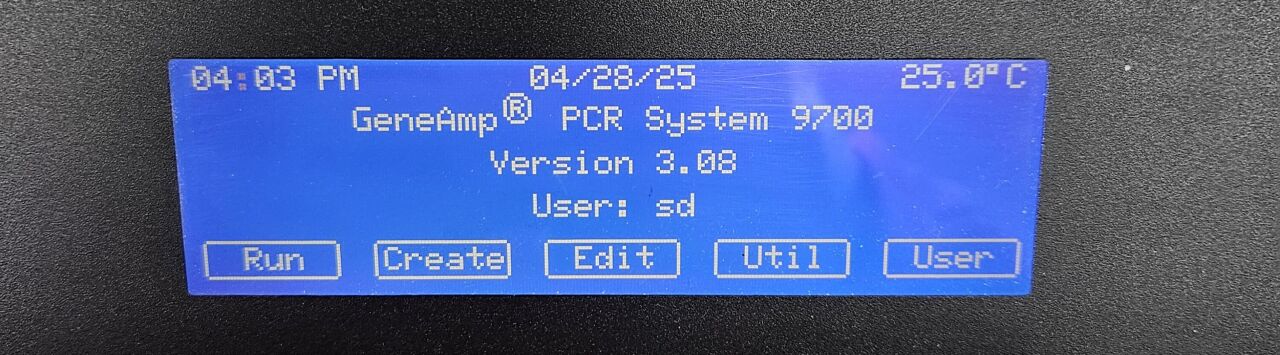 04:03 PM 04/28/25 25.0°C
GeneAmp® PCR System 9700
Version 3.08
User: sd
Run Create Edit Util User